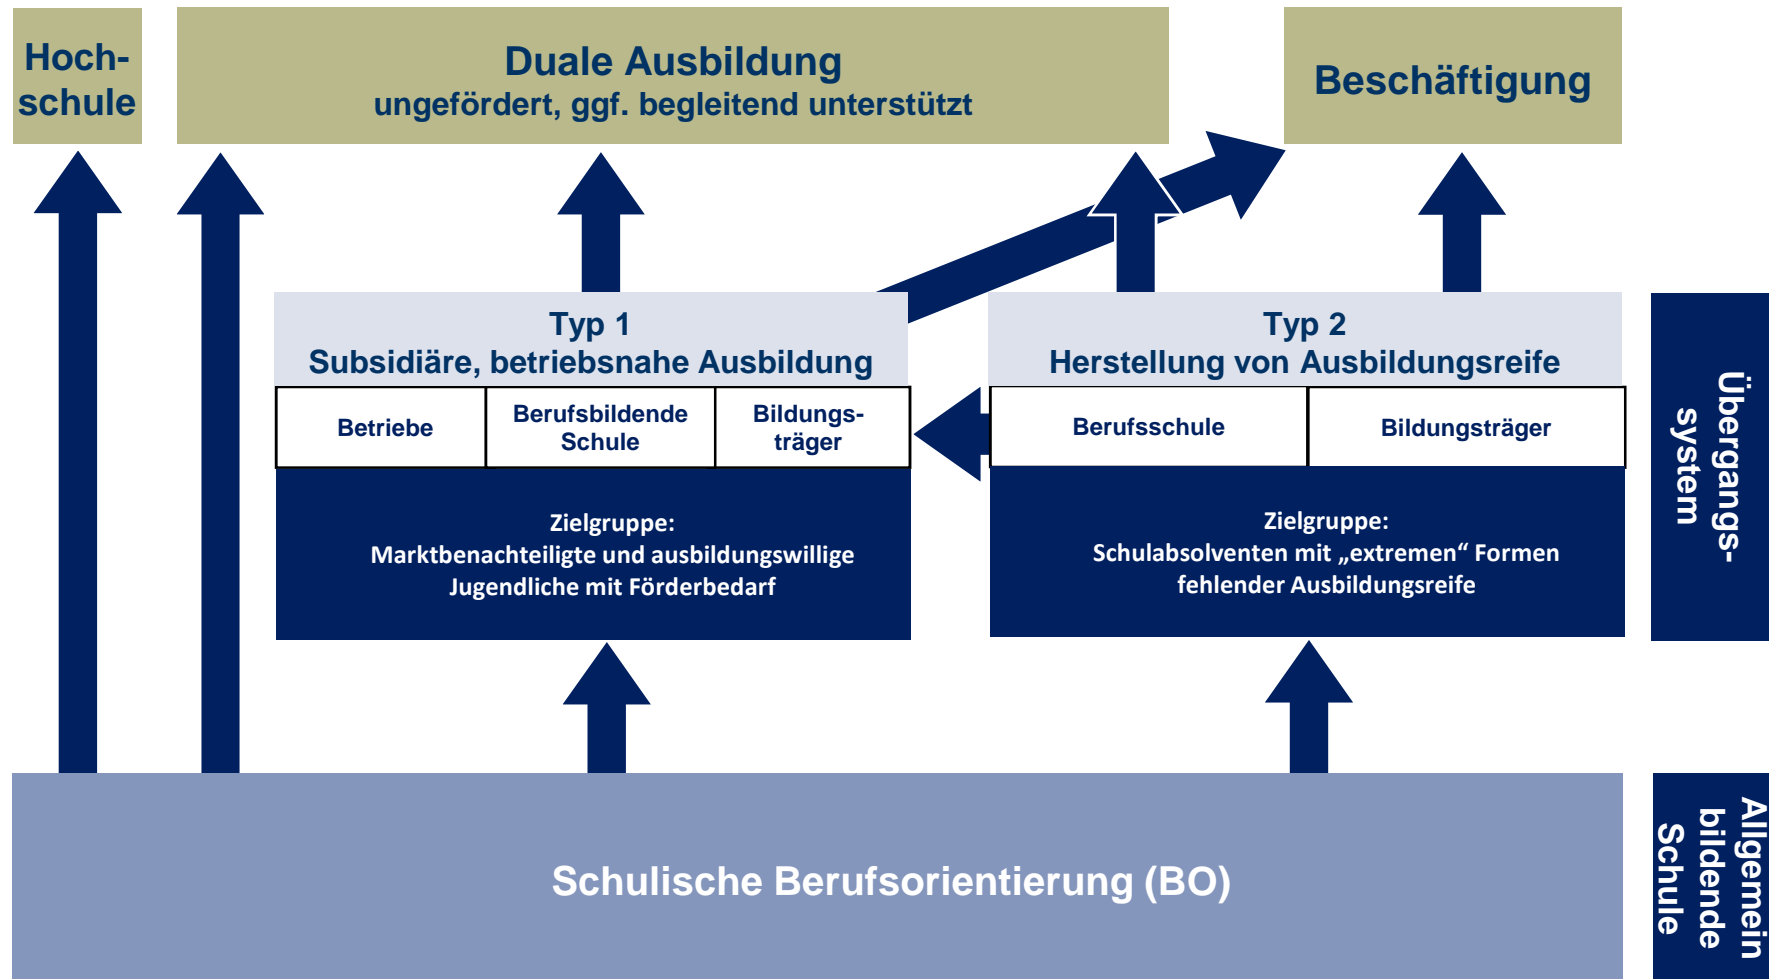 Hoch-
schule
Duale Ausbildung
ungefördert, ggf. begleitend unterstützt
Beschäftigung
Typ 1
Subsidiäre, betriebsnahe Ausbildung
Betriebe
Berufsbildende
Schule
Bildungs-
träger
Zielgruppe:
Marktbenachteiligte und ausbildungswillige
Jugendliche mit Förderbedarf
Typ 2
Herstellung von Ausbildungsreife
Berufsschule
Bildungsträger
Zielgruppe:
Schulabsolventen mit „extremen“ Formen
fehlender Ausbildungsreife
Übergangs-
system
Schulische Berufsorientierung (BO)
Allgemein
bildende
Schule